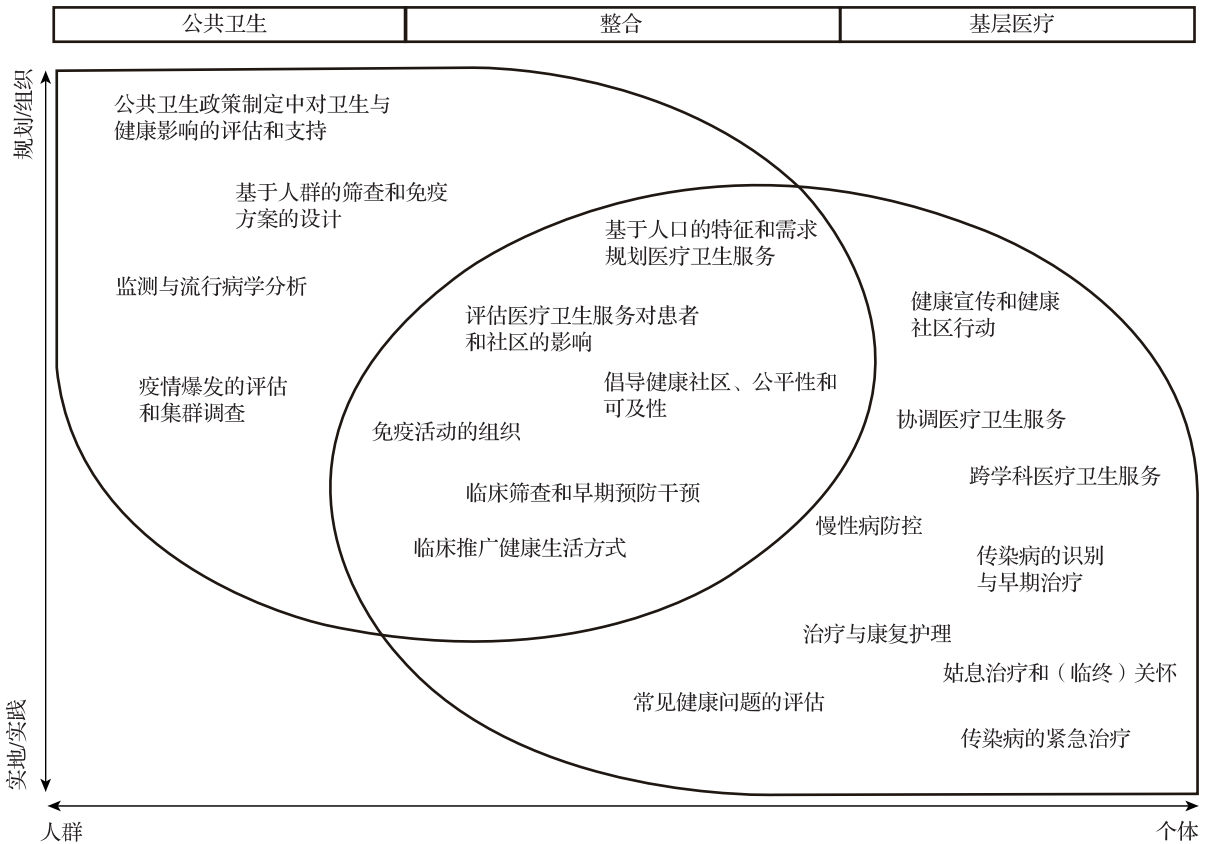 公共卫生
整合
基层医疗
规划/组织
公共卫生政策制定中对卫生与
健康影响的评估和支持
基于人群的筛查和免疫
方案的设计
监测与流行病学分析
疫情爆发的评估
和集群调查
基于人口的特征和需求
规划医疗卫生服务
评估医疗卫生服务对患者
和社区的影响
倡导健康社区、公平性和
可及性
免疫活动的组织
临床筛查和早期预防干预
临床推广健康生活方式
健康宣传和健康
社区行动
协调医疗卫生服务
跨学科医疗卫生服务
慢性病防控
传染病的识别
与早期治疗
治疗与康复护理
姑息治疗和（临终）关怀
常见健康问题的评估
传染病的紧急治疗
实地/实践
人群
个体